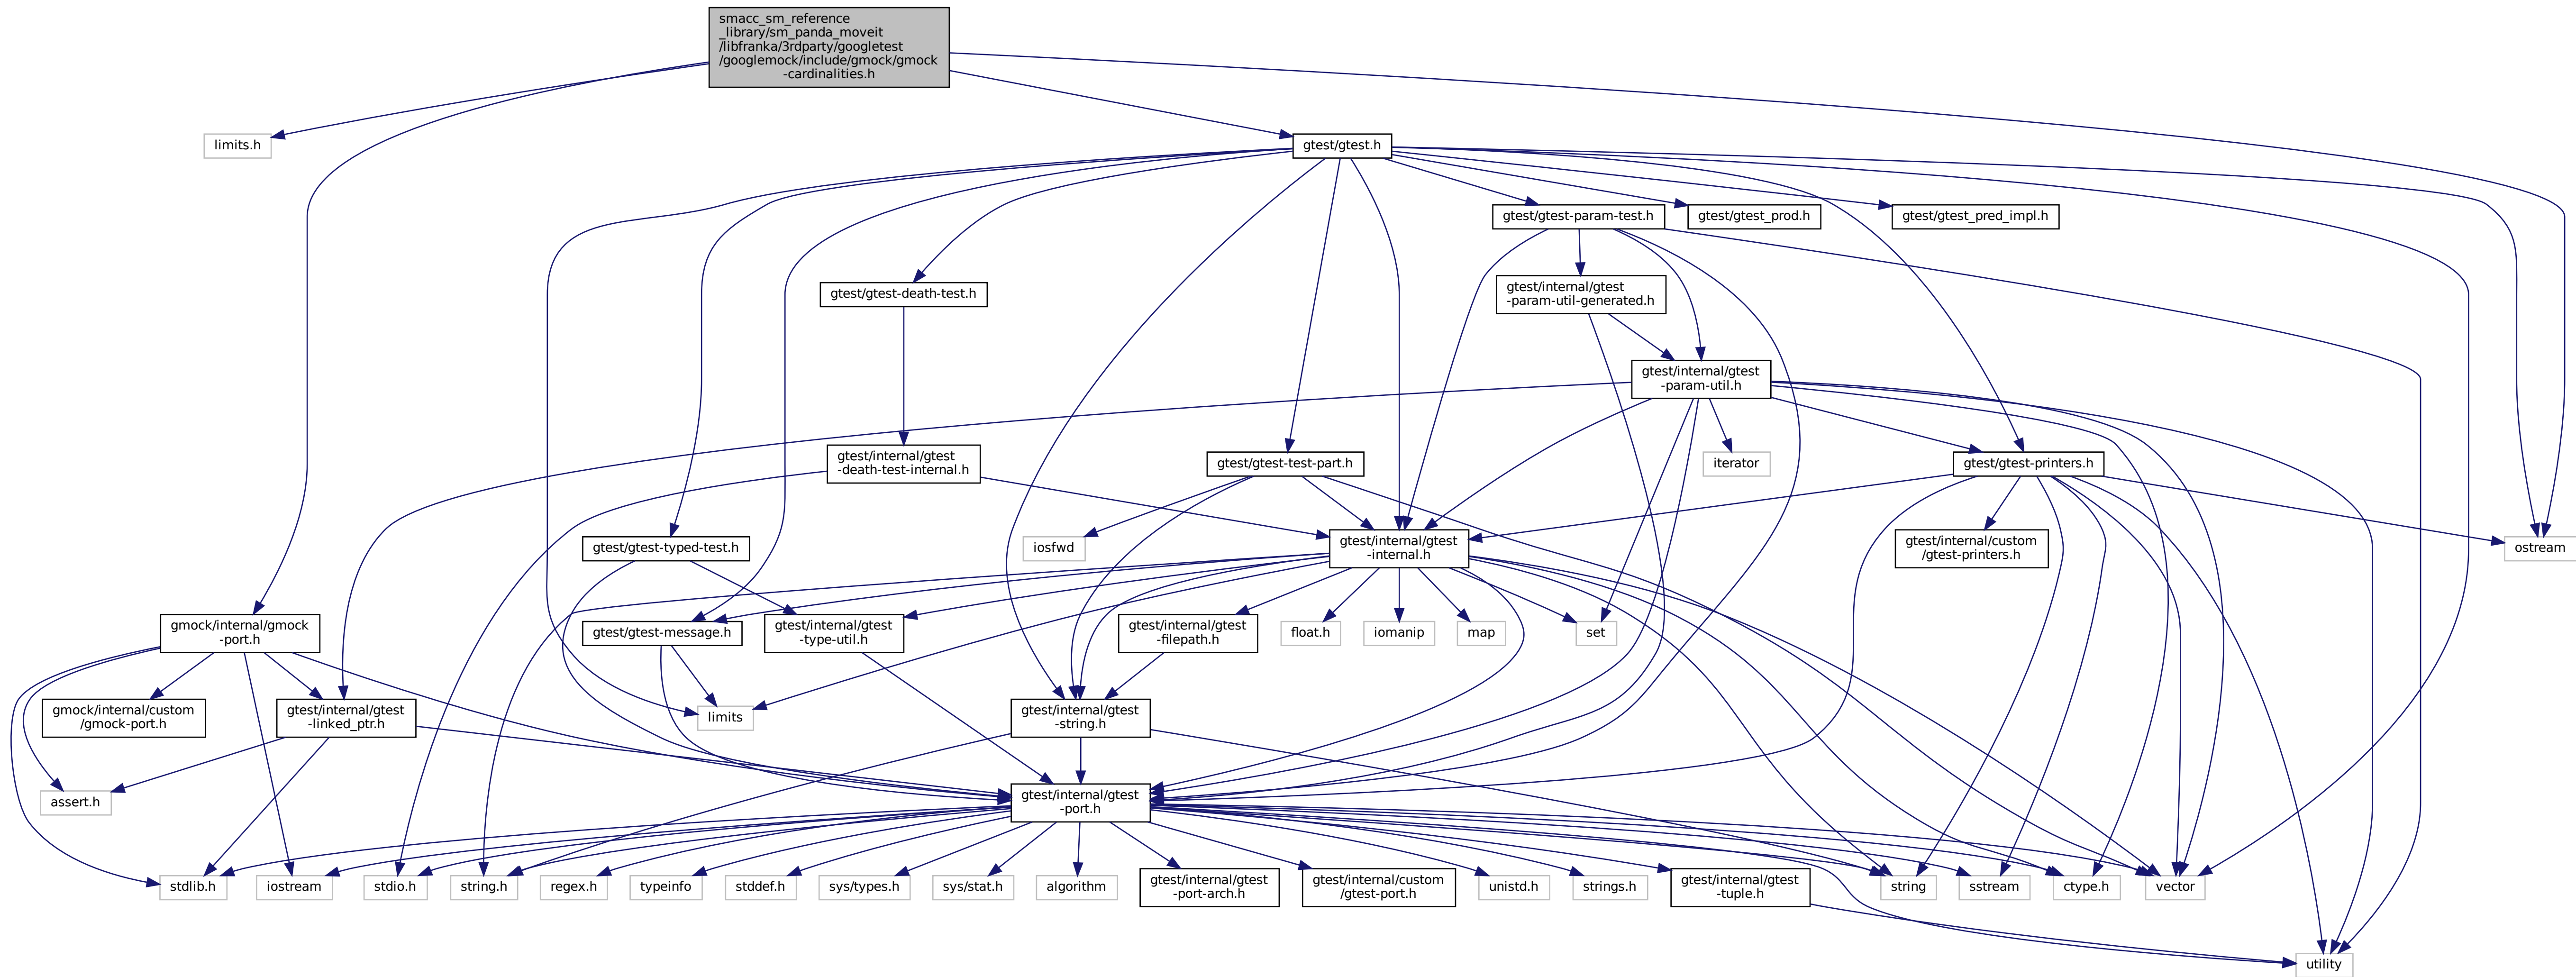 smacc_sm_reference
_library/sm_panda_moveit
/libfranka/3rdparty/googletest
/googlemock/include/gmock/gmock
-cardinalities.h
limits.h
gtest/gtest.h
gtest/gtest-param-test.h
gtest/gtest_prod.h
gtest/gtest_pred_impl.h
gtest/gtest-death-test.h
gtest/internal/gtest
-param-util-generated.h
gtest/internal/gtest
-param-util.h
gtest/internal/gtest
-death-test-internal.h
gtest/gtest-test-part.h
iterator
gtest/gtest-printers.h
gtest/gtest-typed-test.h
iosfwd
gtest/internal/gtest
-internal.h
gtest/internal/custom
/gtest-printers.h
ostream
gmock/internal/gmock
-port.h
gtest/gtest-message.h
gtest/internal/gtest
-type-util.h
gtest/internal/gtest
-filepath.h
float.h
iomanip
map
set
gmock/internal/custom
/gmock-port.h
gtest/internal/gtest
-linked_ptr.h
limits
gtest/internal/gtest
-string.h
assert.h
gtest/internal/gtest
-port.h
stdlib.h
iostream
stdio.h
string.h
regex.h
typeinfo
stddef.h
sys/types.h
sys/stat.h
algorithm
gtest/internal/gtest
-port-arch.h
gtest/internal/custom
/gtest-port.h
unistd.h
strings.h
gtest/internal/gtest
-tuple.h
string
sstream
ctype.h
vector
utility